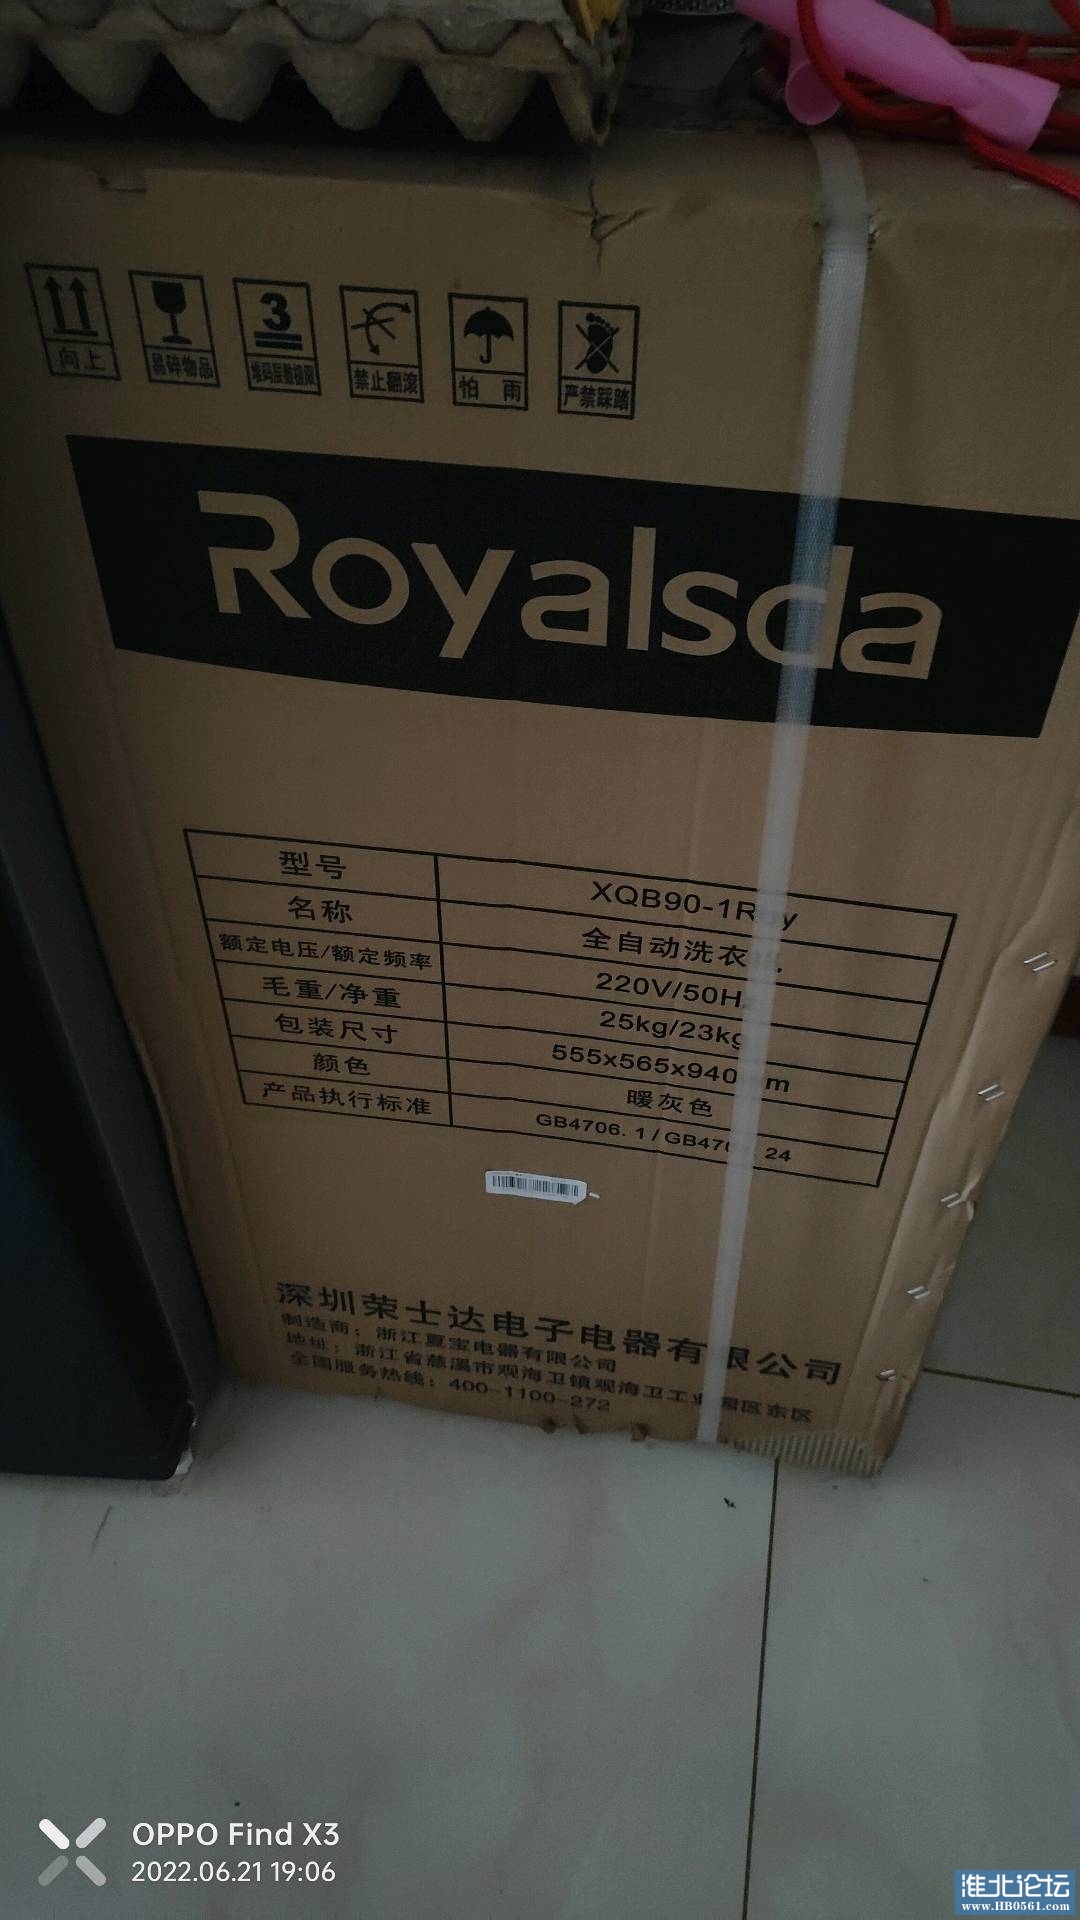 向上
易碎物品
3
堆码层数极限
禁止翻滚
怕 雨
严禁踩踏
Royalsda
型号 XQB90-1R y
名称 全自动洗衣
额定电压/额定频率 220V/50H
毛重/净重 25kg/23kg
包装尺寸 555x565x940 m
颜色 暖灰色
产品执行标准 GB4706.1/GB470 .24
深圳荣士达电子电器有限公司
制造商：浙江夏宝电器有限公司
地址：浙江省慈溪市观海卫镇观海卫工业园区东区
全国服务热线：400-1100-272
OPPO Find X3
2022.06.21 19:06
淮北论坛
www.HB0561.com